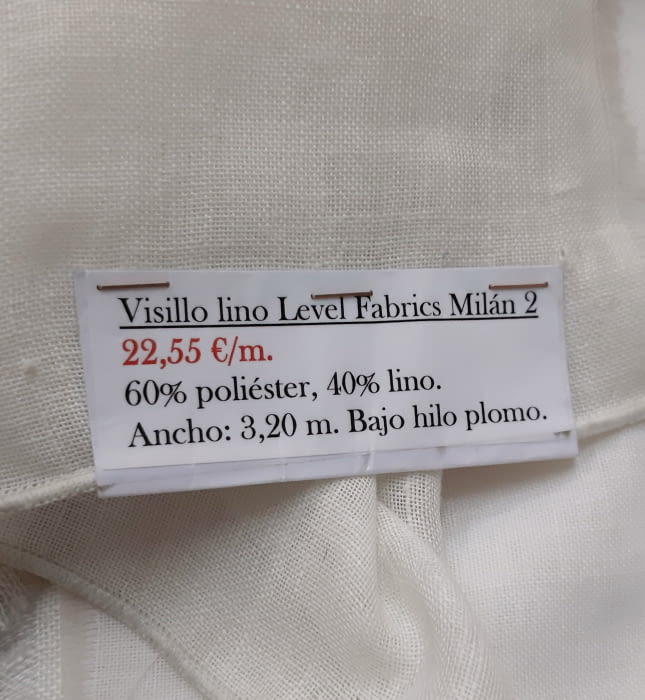 Visillo lino Level Fabrics Milán 2
22,55 €/m.
60% poliéster, 40% lino.
Ancho: 3,20 m. Bajo hilo plomo.